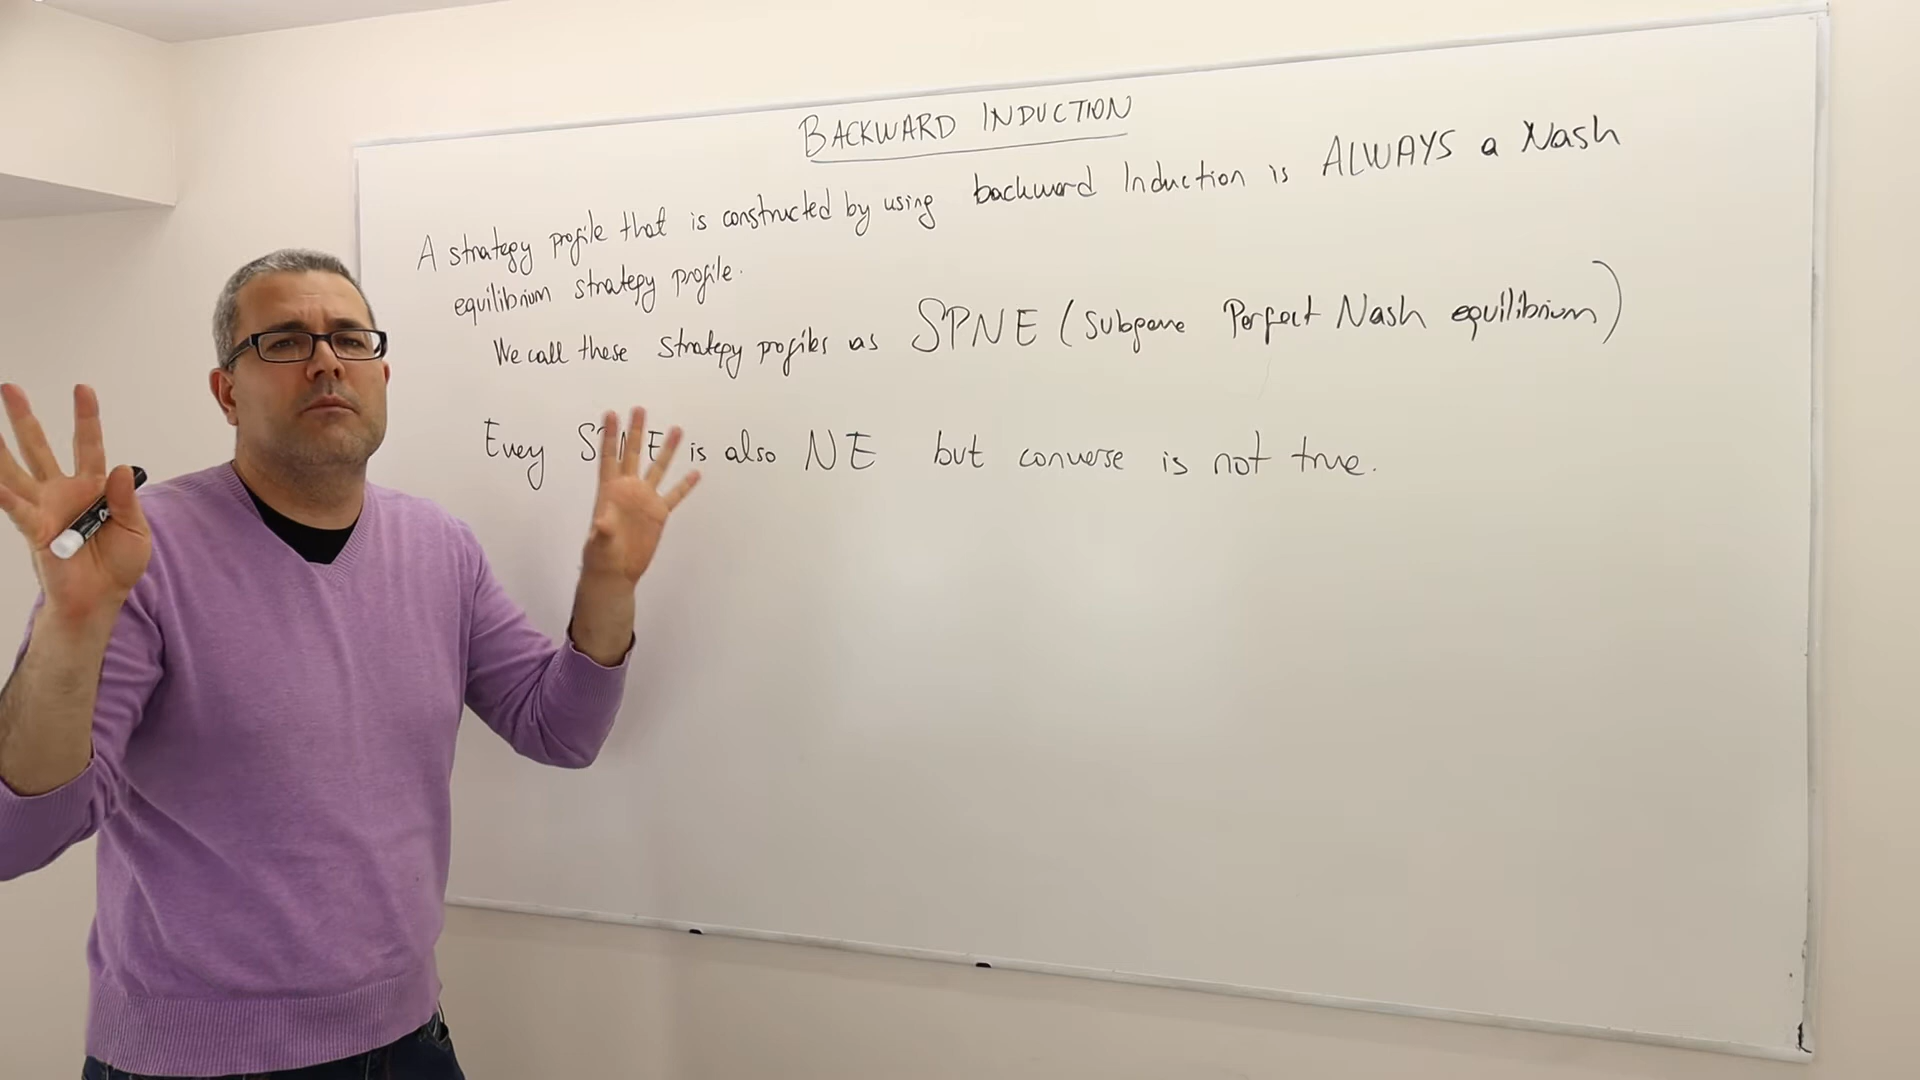 BACKWARD INDUCTION
A strategy profile that is constructed by using backward Induction is ALWAYS a Nash
equilibrium strategy profile.
We call these strategy profiles as SPNE (Subgame Perfect Nash equilibrium)
Every SPNE is also NE but converse is not true.